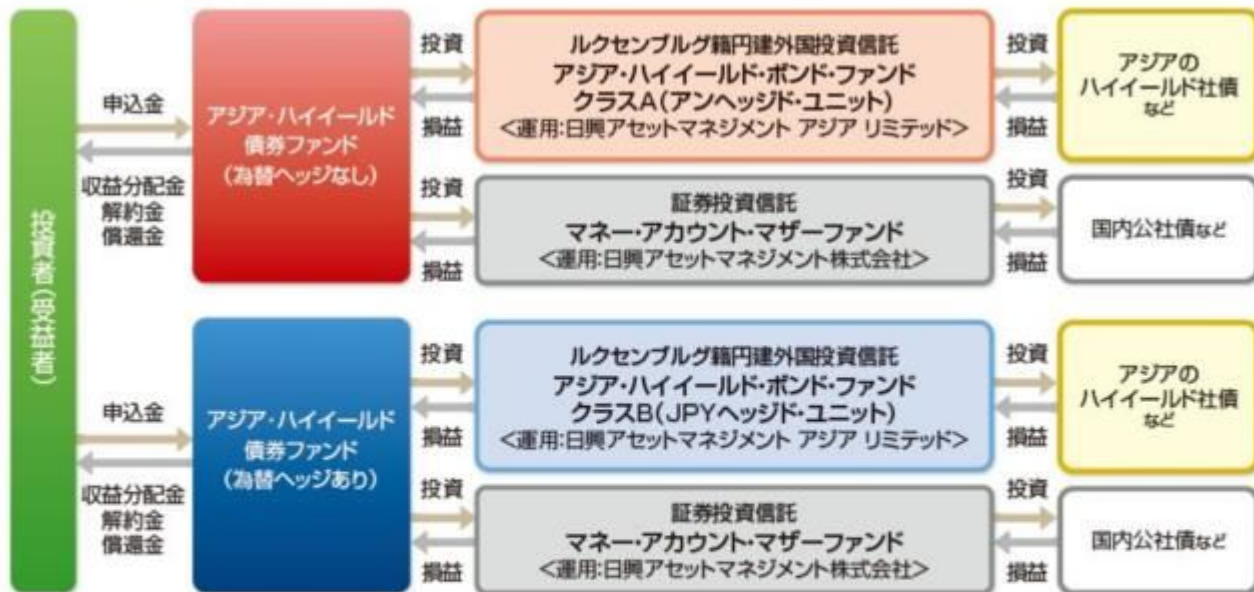 投資者(受益者)
申込金
収益分配金
解約金
償還金
アジア・ハイイールド
債券ファンド
(為替ヘッジなし)
投資
損益
ルクセンブルグ籍円建外国投資信託
アジア・ハイイールド・ボンド・ファンド
クラスA(アンヘッジド・ユニット)
<運用:日興アセットマネジメント アジア リミテッド>
投資
損益
アジアの
ハイイールド社債
など
投資
損益
証券投資信託
マネー・アカウント・マザーファンド
<運用:日興アセットマネジメント株式会社>
投資
損益
国内公社債など
申込金
収益分配金
解約金
償還金
アジア・ハイイールド
債券ファンド
(為替ヘッジあり)
投資
損益
ルクセンブルグ籍円建外国投資信託
アジア・ハイイールド・ボンド・ファンド
クラスB(JPYヘッジド・ユニット)
<運用:日興アセットマネジメント アジア リミテッド>
投資
損益
アジアの
ハイイールド社債
など
投資
損益
証券投資信託
マネー・アカウント・マザーファンド
<運用:日興アセットマネジメント株式会社>
投資
損益
国内公社債など